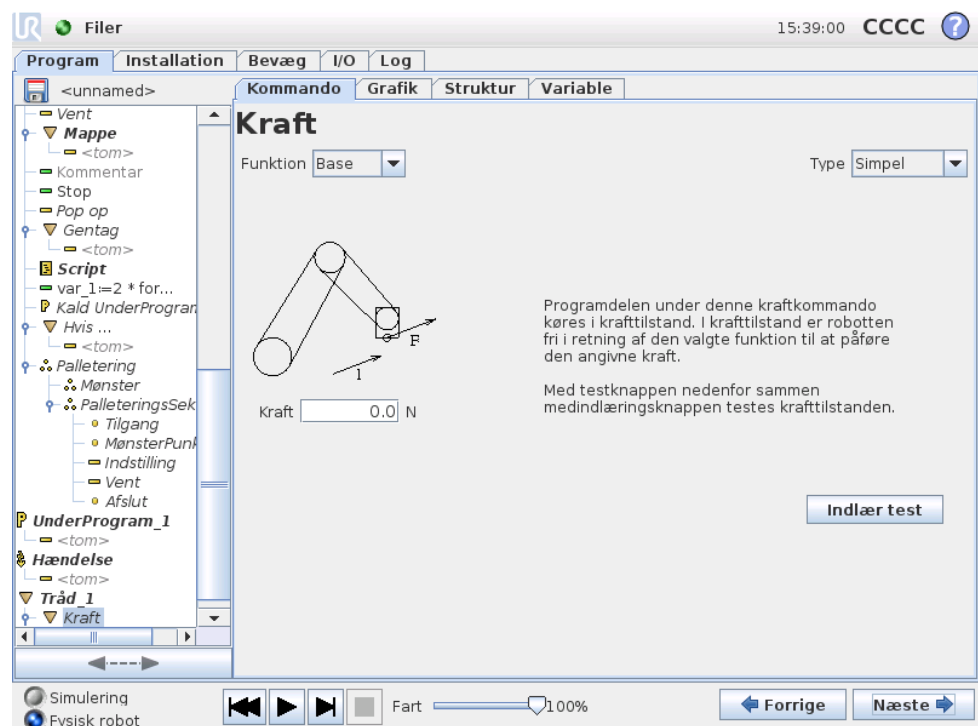 UR Filer 15:39:00 CCCC ?
Program Installation Bevæg I/O Log
<unnamed>
Vent
Mappe
<tom>
Kommentar
Stop
Pop op
Gentag
<tom>
Script
var_1:=2 * for...
Kald UnderProgran
Hvis ...
<tom>
Palletering
Mønster
PalleteringsSek
Tilgang
MønsterPunk
Indstilling
Vent
Afslut
UnderProgram_1
<tom>
Hændelse
<tom>
Tråd_1
Kraft
Kommando Grafik Struktur Variable
Kraft
Funktion Base Type Simpel
F
1
Kraft 0.0 N
Programdelen under denne kraftkommando
køres i krafttilstand. I krafttilstand er robotten
fri i retning af den valgte funktion til at påføre
den angivne kraft.
Med testknappen nedenfor sammen
medindlæringsknappen testes krafttilstanden.
Indlær test
Simulering
Fysisk robot
Fart 100%
Forrige Næste